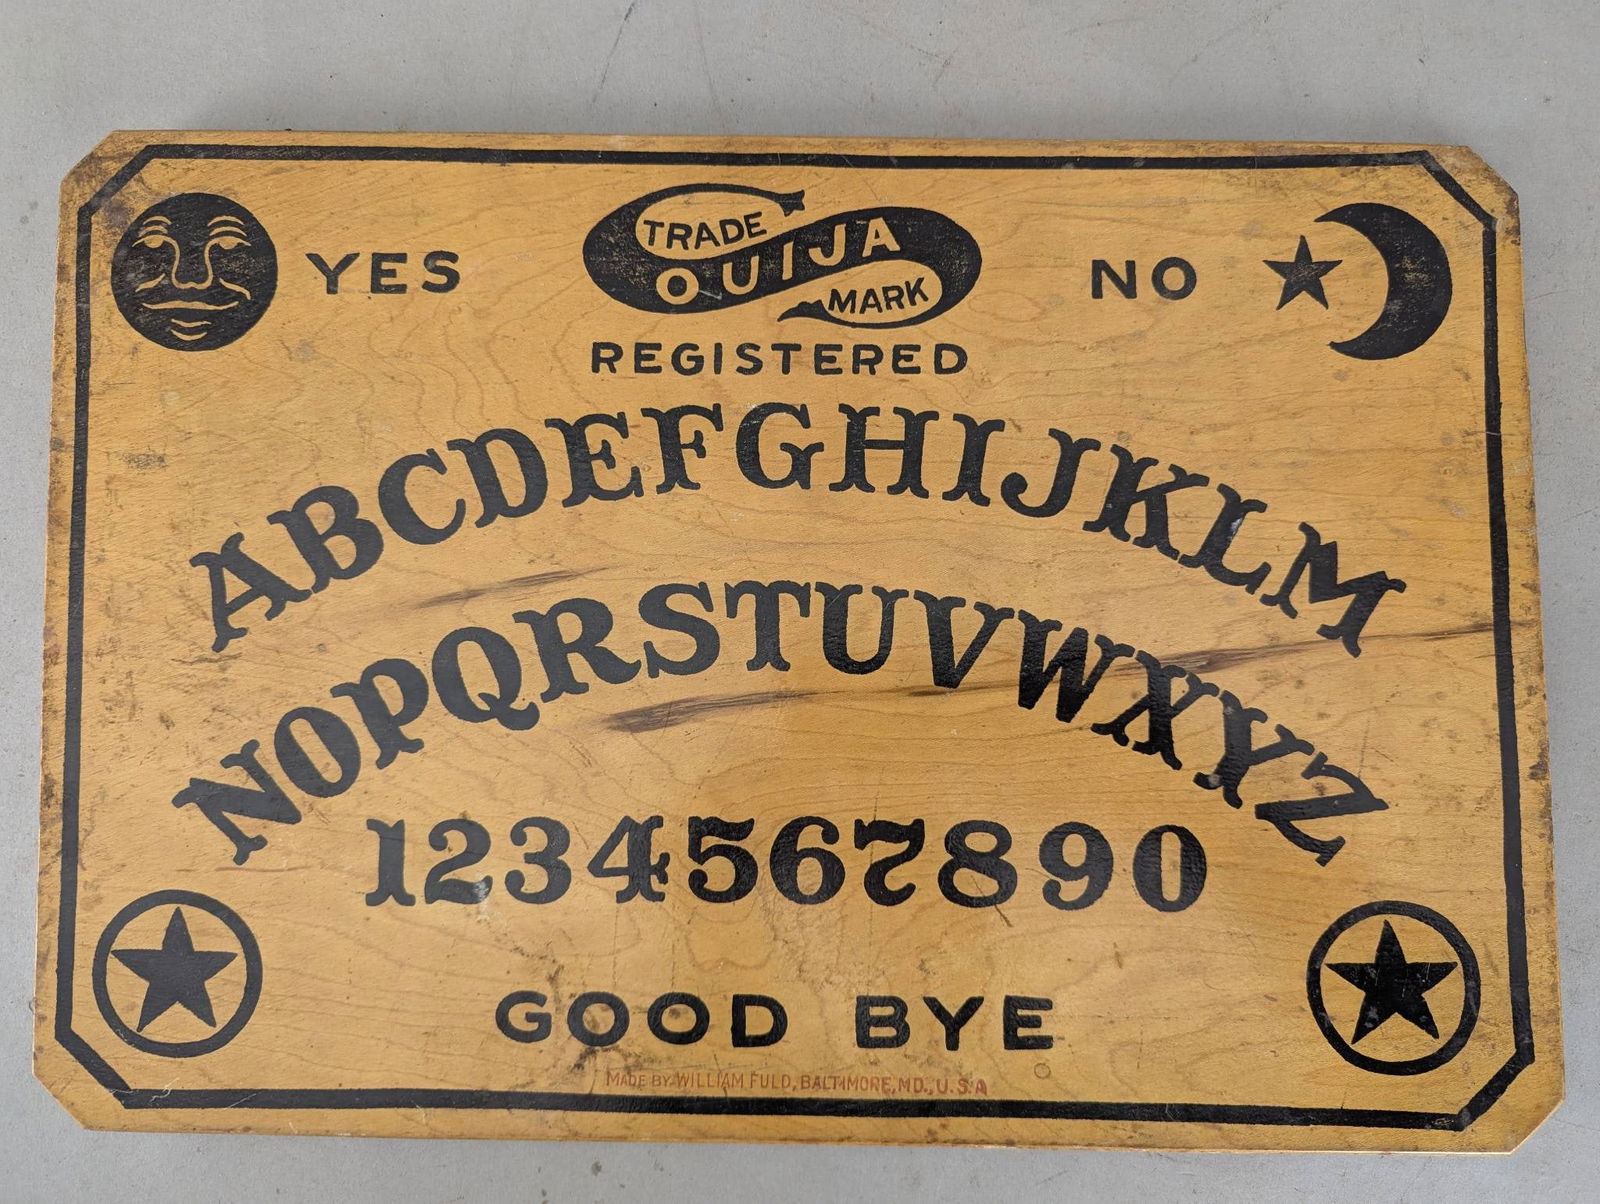 YES
TRADE
OUIJA
MARK
NO
REGISTERED
ABCDEFGHIJKLM
NOPQRSTUVWXYZ
1234567890
GOOD BYE
MADE BY WILLIAM FULD, BALTIMORE, MD., U.S.A